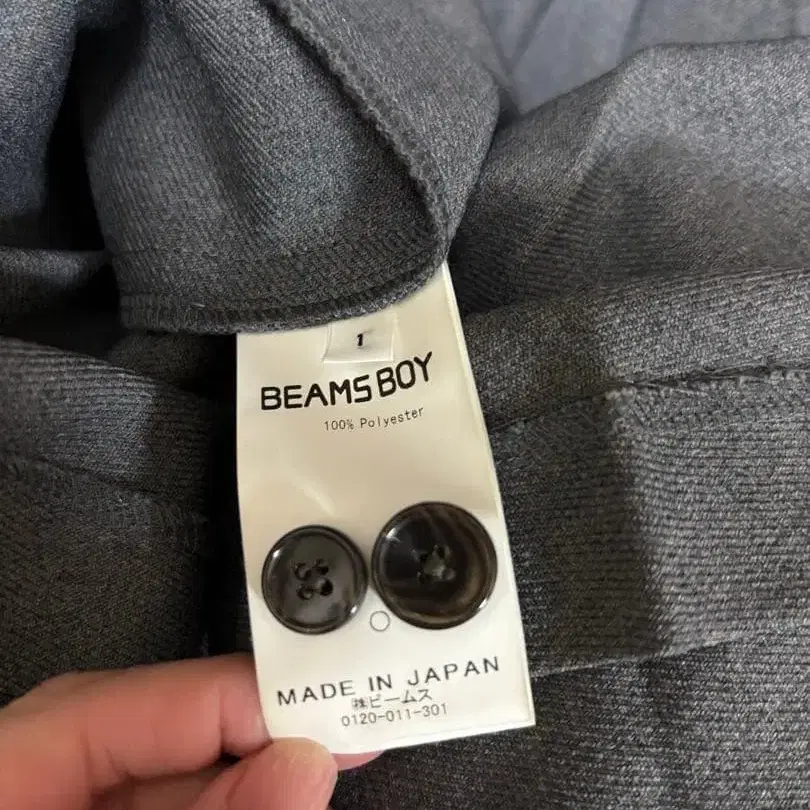 1
BEAMS BOY
100% Polyester
MADE IN JAPAN
㈱ビームス
0120-011-301